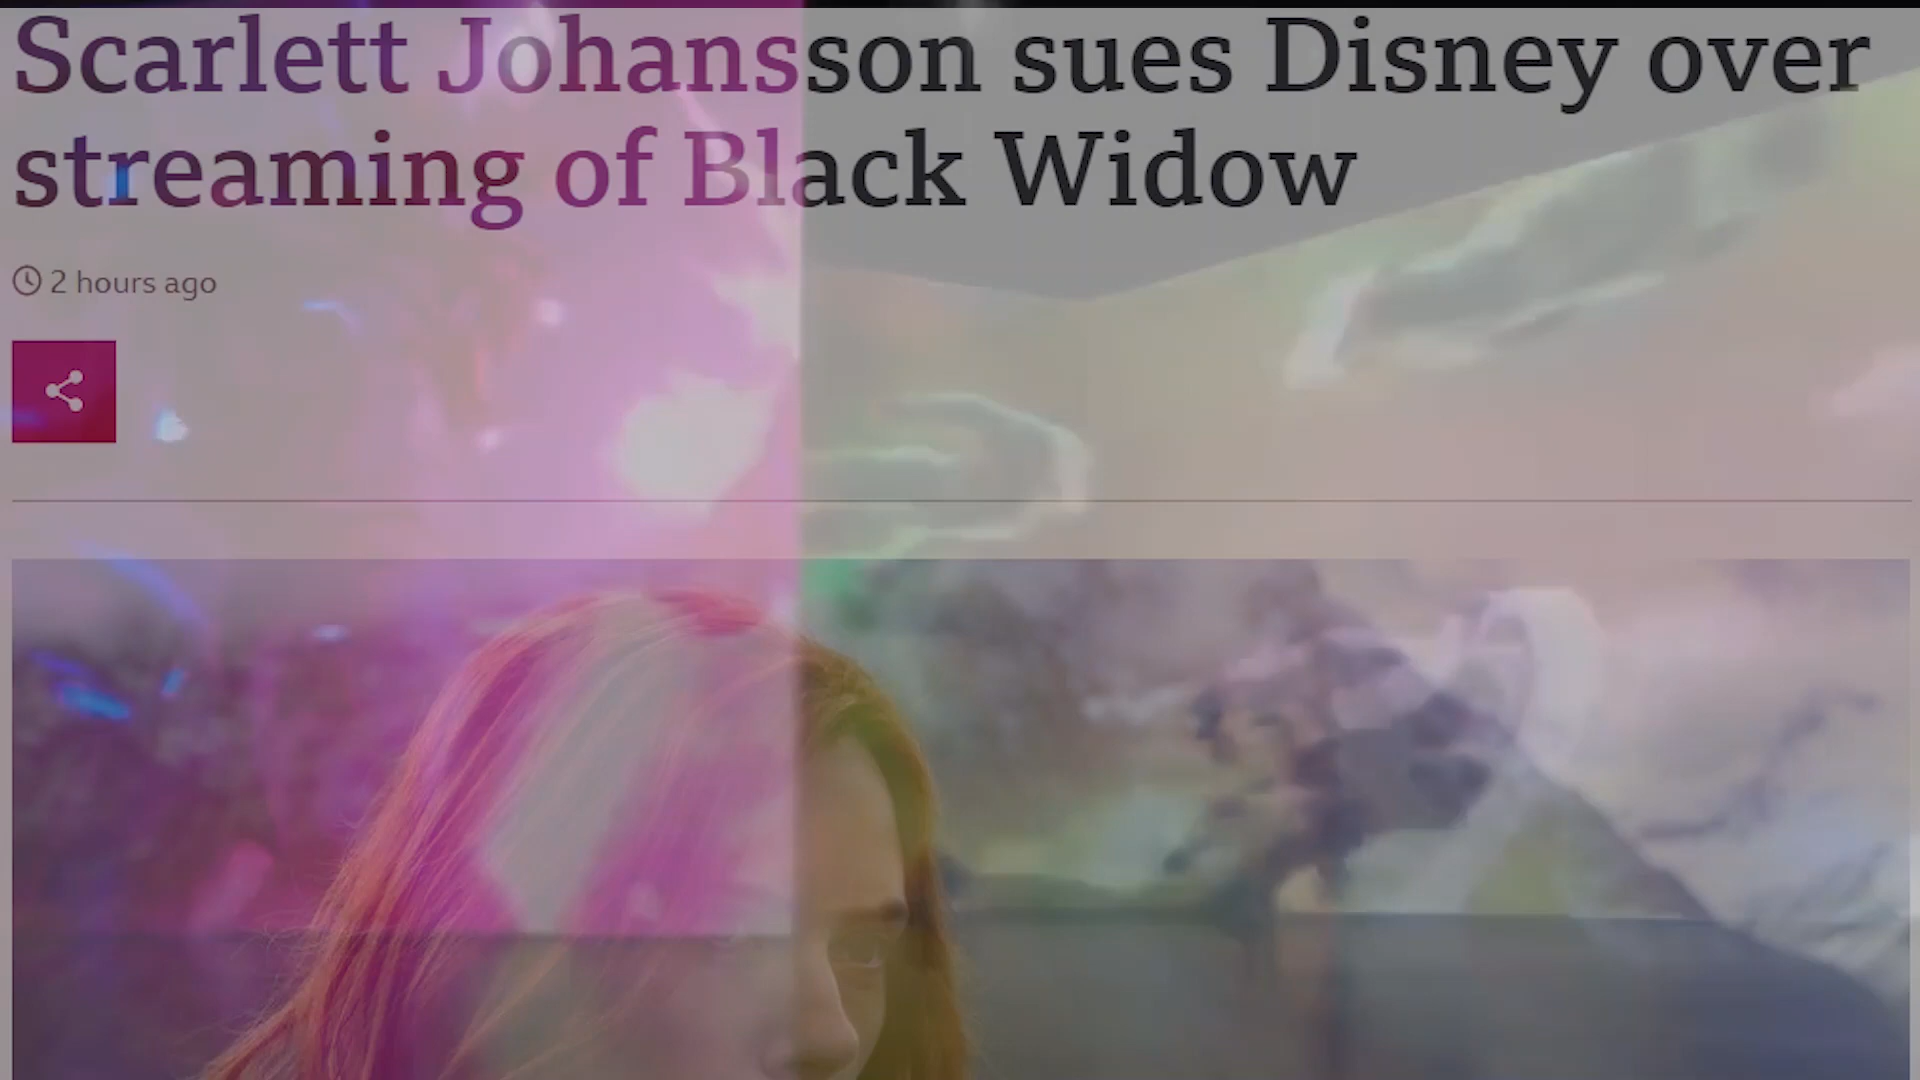 Scarlett Johansson sues Disney over
streaming of Black Widow
2 hours ago